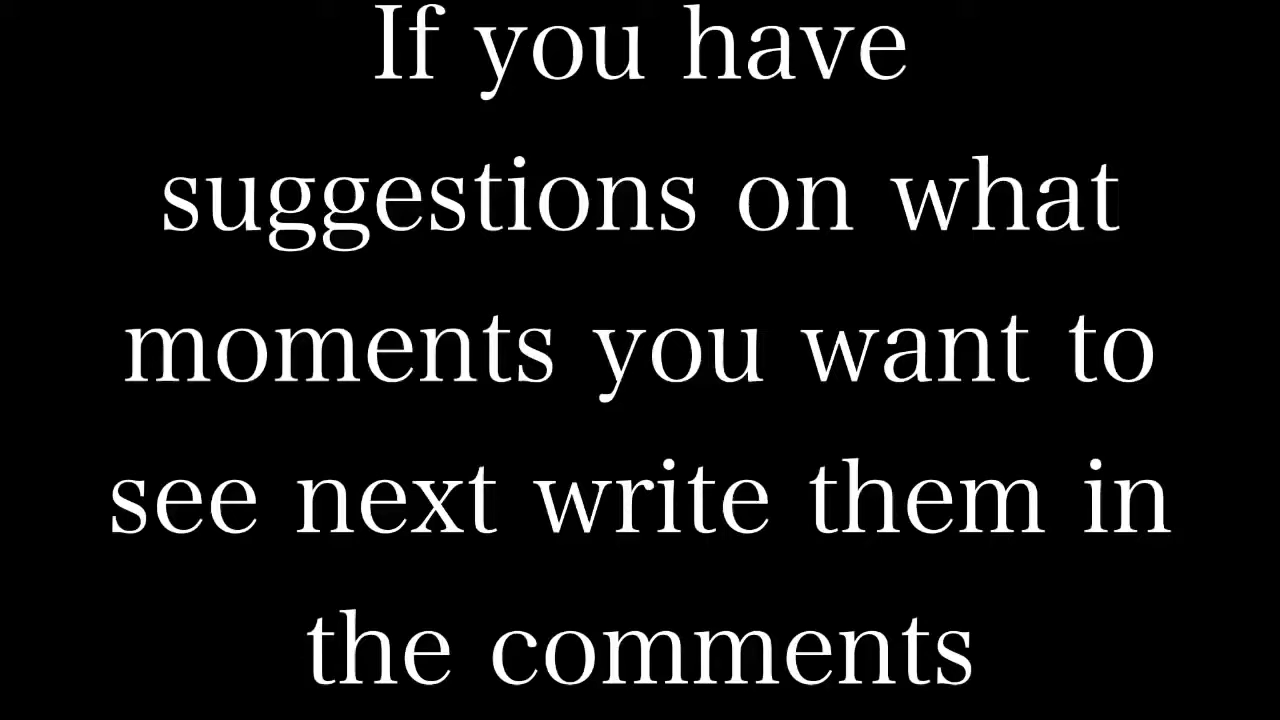 If you have
suggestions on what
moments you want to
see next write them in
the comments